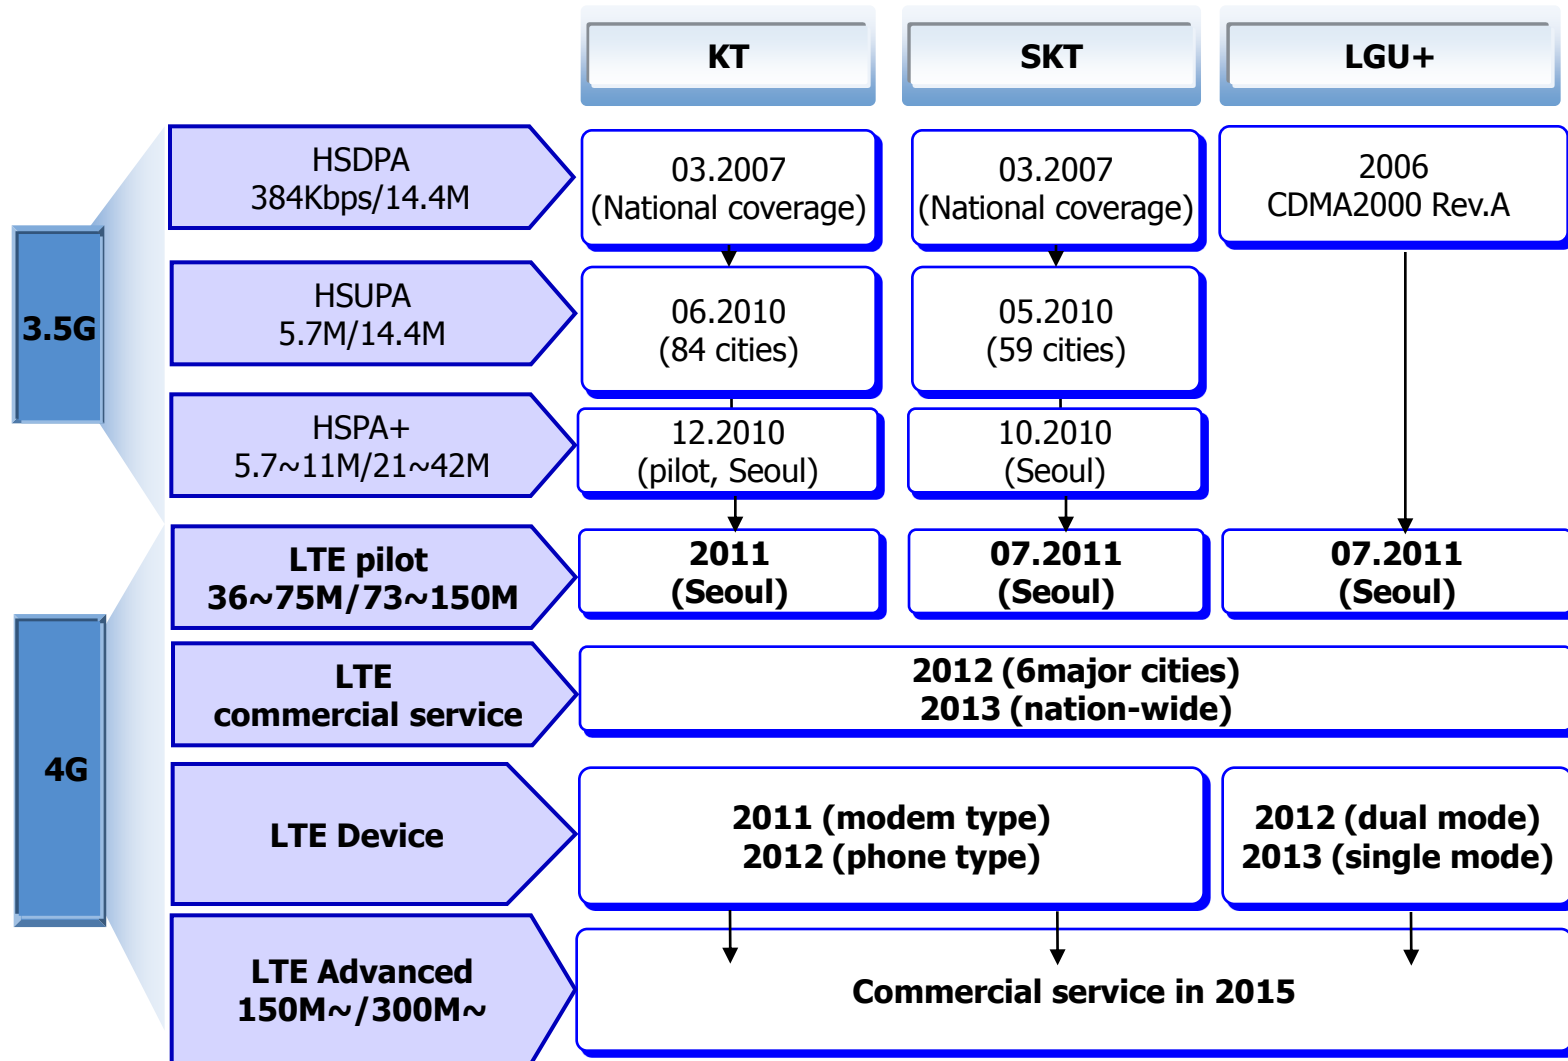 KT
SKT
LGU+
3.5G
HSDPA
384Kbps/14.4M
03.2007
(National coverage)
03.2007
(National coverage)
2006
CDMA2000 Rev.A
HSUPA
5.7M/14.4M
06.2010
(84 cities)
05.2010
(59 cities)
HSPA+
5.7~11M/21~42M
12.2010
(pilot, Seoul)
10.2010
(Seoul)
4G
LTE pilot
36~75M/73~150M
2011
(Seoul)
07.2011
(Seoul)
07.2011
(Seoul)
LTE
commercial service
2012 (6major cities)
2013 (nation-wide)
LTE Device
2011 (modem type)
2012 (phone type)
2012 (dual mode)
2013 (single mode)
LTE Advanced
150M~/300M~
Commercial service in 2015